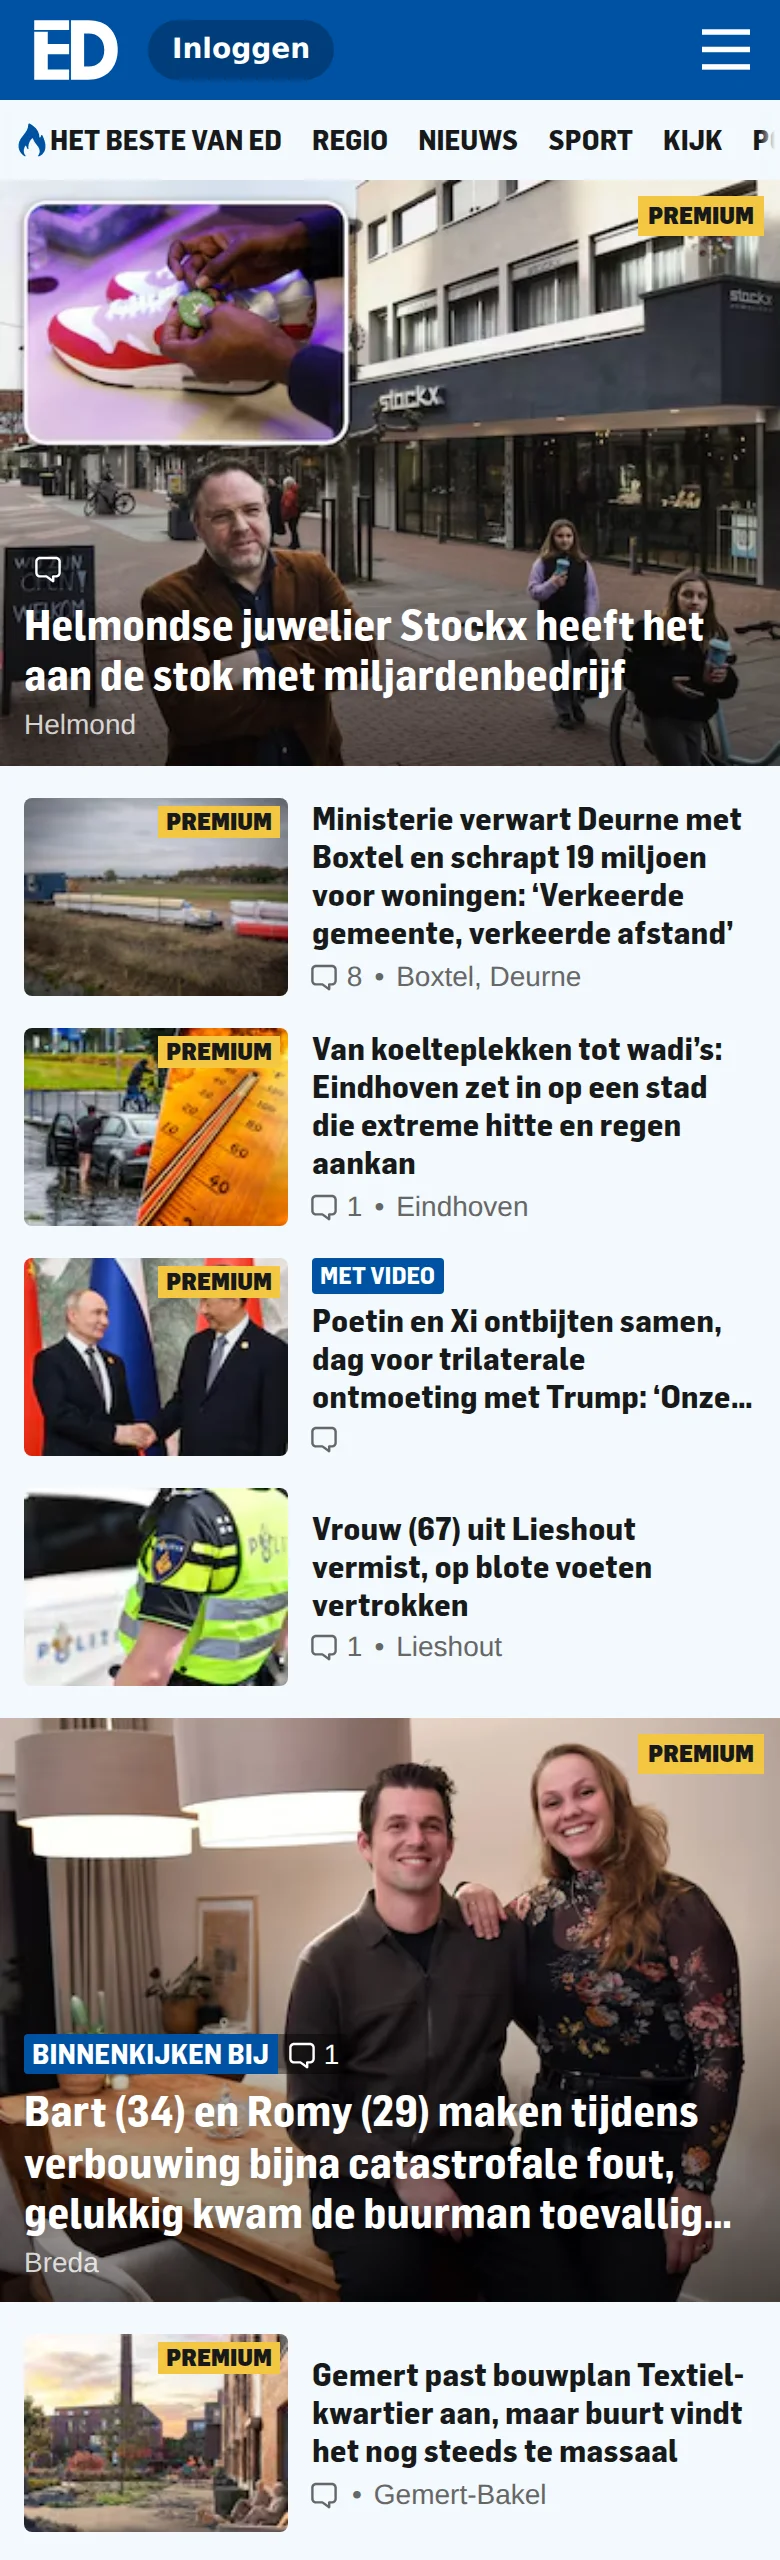 ED
Inloggen
HET BESTE VAN ED
REGIO
NIEUWS
SPORT
KIJK
PREMIUM
stockx
stockx
Helmondse juwelier Stockx heeft het
aan de stok met miljardenbedrijf
Helmond
PREMIUM
Ministerie verwart Deurne met
Boxtel en schrapt 19 miljoen
voor woningen: ‘Verkeerde
gemeente, verkeerde afstand’
8 • Boxtel, Deurne
PREMIUM
Van koelteplekken tot wadi’s:
Eindhoven zet in op een stad
die extreme hitte en regen
aankan
1 • Eindhoven
PREMIUM
MET VIDEO
Poetin en Xi ontbijten samen,
dag voor trilaterale
ontmoeting met Trump: ‘Onze...
Vrouw (67) uit Lieshout
vermist, op blote voeten
vertrokken
1 • Lieshout
PREMIUM
BINNENKIJKEN BIJ
1
Bart (34) en Romy (29) maken tijdens
verbouwing bijna catastrofale fout,
gelukkig kwam de buurman toevallig...
Breda
PREMIUM
Gemert past bouwplan Textiel-
kwartier aan, maar buurt vindt
het nog steeds te massaal
• Gemert-Bakel